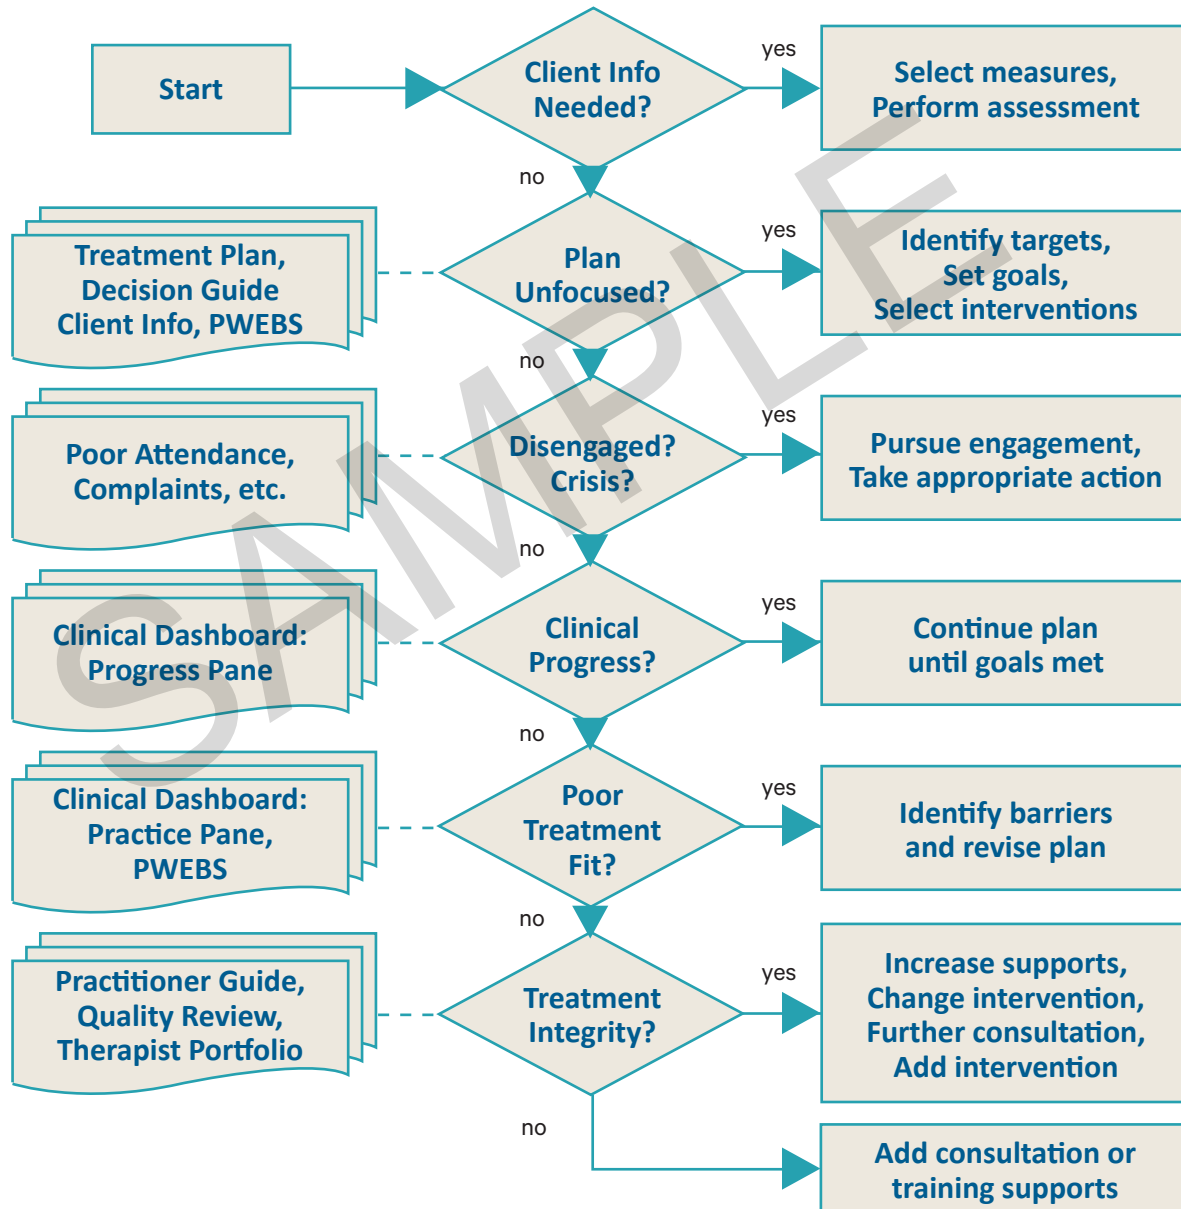 Start
Client Info
Needed?
yes
Select measures,
Perform assessment
no
Treatment Plan,
Decision Guide
Client Info, PWEBS
Plan
Unfocused?
yes
Identify targets,
Set goals,
Select interventions
no
Poor Attendance,
Complaints, etc.
Disengaged?
Crisis?
yes
Pursue engagement,
Take appropriate action
no
Clinical Dashboard:
Progress Pane
Clinical
Progress?
yes
Continue plan
until goals met
no
Clinical Dashboard:
Practice Pane,
PWEBS
Poor
Treatment
Fit?
yes
Identify barriers
and revise plan
no
Practitioner Guide,
Quality Review,
Therapist Portfolio
Treatment
Integrity?
yes
Increase supports,
Change intervention,
Further consultation,
Add intervention
no
Add consultation or
training supports
SAMPLE